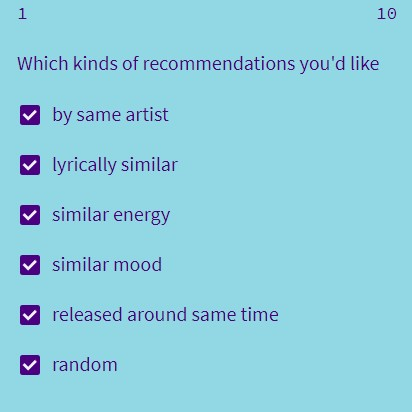 1 10
Which kinds of recommendations you'd like
by same artist
lyrically similar
similar energy
similar mood
released around same time
random